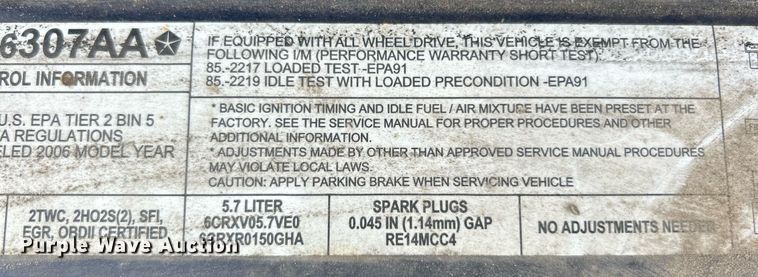 6307AA
ROL INFORMATION
U.S. EPA TIER 2 BIN 5
A REGULATIONS
ELED 2006 MODEL YEAR
IF EQUIPPED WITH ALL WHEEL DRIVE, THIS VEHICLE IS EXEMPT FROM THE
FOLLOWING I/M (PERFORMANCE WARRANTY SHORT TEST):
85.-2217 LOADED TEST -EPA91
85.-2219 IDLE TEST WITH LOADED PRECONDITION -EPA91
* BASIC IGNITION TIMING AND IDLE FUEL / AIR MIXTURE HAVE BEEN PRESET AT THE
FACTORY. SEE THE SERVICE MANUAL FOR PROPER PROCEDURES AND OTHER
ADDITIONAL INFORMATION.
* ADJUSTMENTS MADE BY OTHER THAN APPROVED SERVICE MANUAL PROCEDURES
MAY VIOLATE LOCAL LAWS.
CAUTION: APPLY PARKING BRAKE WHEN SERVICING VEHICLE
2TWC, 2HO2S(2), SFI,
EGR, OBDII CERTIFIED
5.7 LITER
6CRXV05.7VE0
6CRXR0150GHA
SPARK PLUGS
0.045 IN (1.14mm) GAP
RE14MCC4
NO ADJUSTMENTS NEEDED
Purple Wave Auction